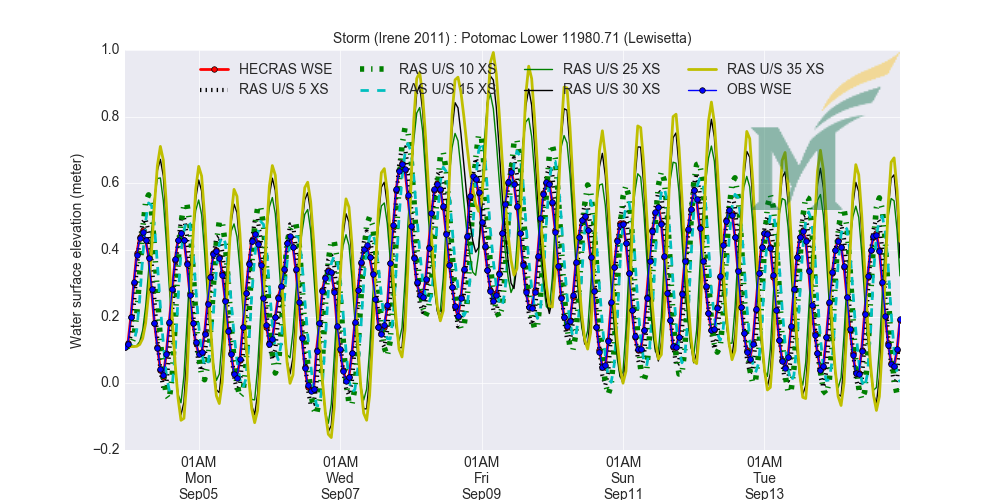 Storm (Irene 2011) : Potomac Lower 11980.71 (Lewisetta)
HECRAS WSE
RAS U/S 10 XS
RAS U/S 25 XS
RAS U/S 35 XS
RAS U/S 5 XS
RAS U/S 15 XS
RAS U/S 30 XS
OBS WSE
Water surface elevation (meter)
1.0
0.8
0.6
0.4
0.2
0.0
−0.2
01AM 01AM 01AM 01AM 01AM
Mon Wed Fri Sun Tue
Sep05 Sep07 Sep09 Sep11 Sep13
M